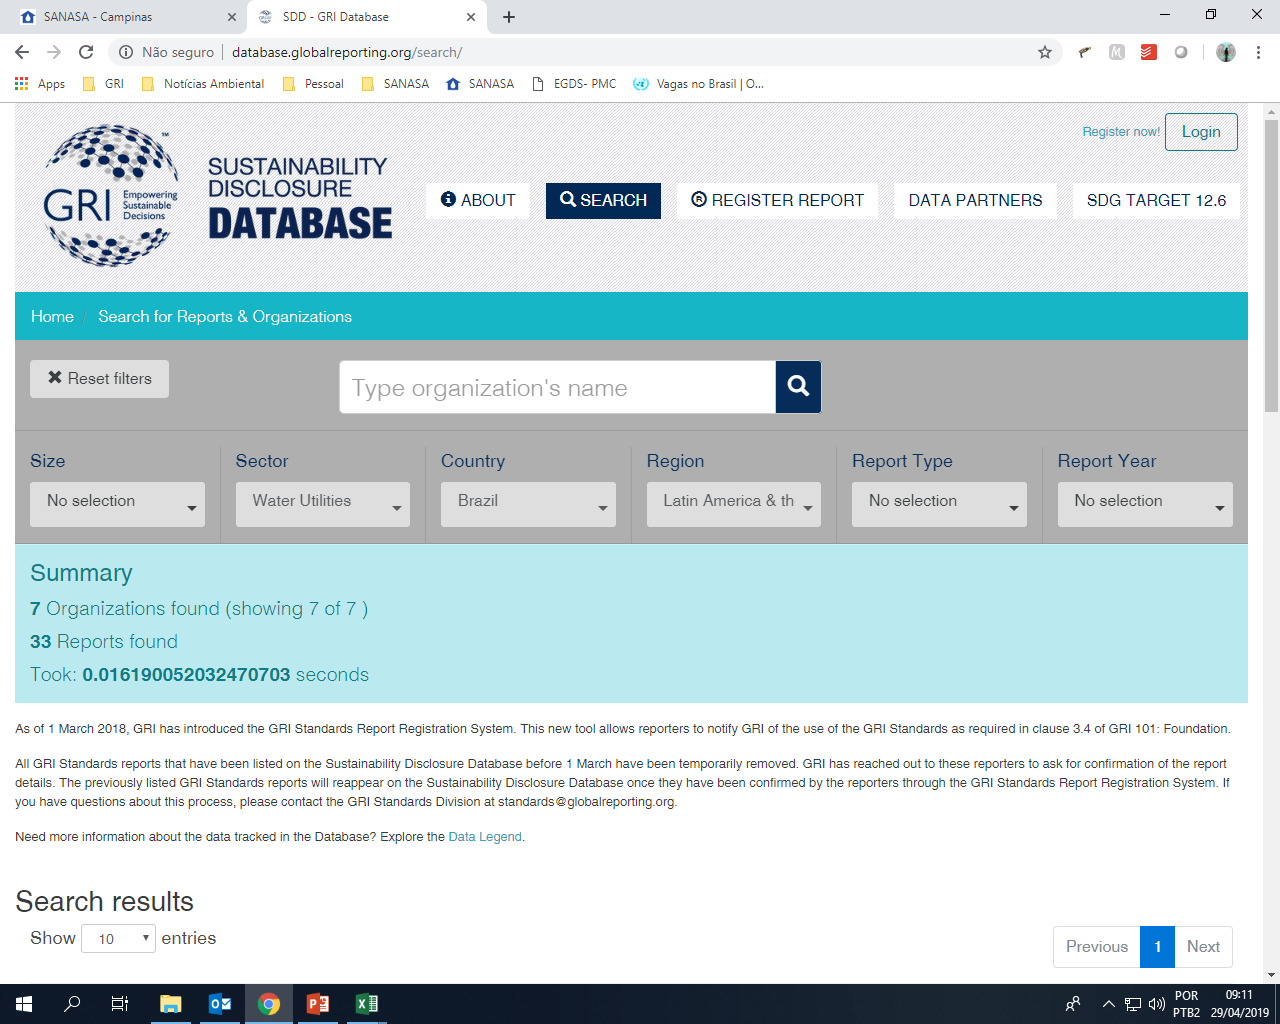 SANASA - Campinas
SDD - GRI Database
Não seguro | database.globalreporting.org/search/
Apps GRI Notícias Ambiental Pessoal SANASA SANASA EGDS- PMC Vagas no Brasil | O...
Register now! Login
GRI Empowering Sustainable Decisions
™
SUSTAINABILITY
DISCLOSURE
DATABASE
ABOUT SEARCH REGISTER REPORT DATA PARTNERS SDG TARGET 12.6
Home / Search for Reports & Organizations
Reset filters
Type organization's name
Size Sector Country Region Report Type Report Year
No selection Water Utilities Brazil Latin America & th No selection No selection
Summary
7 Organizations found (showing 7 of 7 )
33 Reports found
Took: 0.016190052032470703 seconds
As of 1 March 2018, GRI has introduced the GRI Standards Report Registration System. This new tool allows reporters to notify GRI of the use of the GRI Standards as required in clause 3.4 of GRI 101: Foundation.
All GRI Standards reports that have been listed on the Sustainability Disclosure Database before 1 March have been temporarily removed. GRI has reached out to these reporters to ask for confirmation of the report
details. The previously listed GRI Standards reports will reappear on the Sustainability Disclosure Database once they have been confirmed by the reporters through the GRI Standards Report Registration System. If
you have questions about this process, please contact the GRI Standards Division at standards@globalreporting.org.
Need more information about the data tracked in the Database? Explore the Data Legend.
Search results
Show 10 entries
Previous 1 Next
POR 09:11
PTB2 29/04/2019